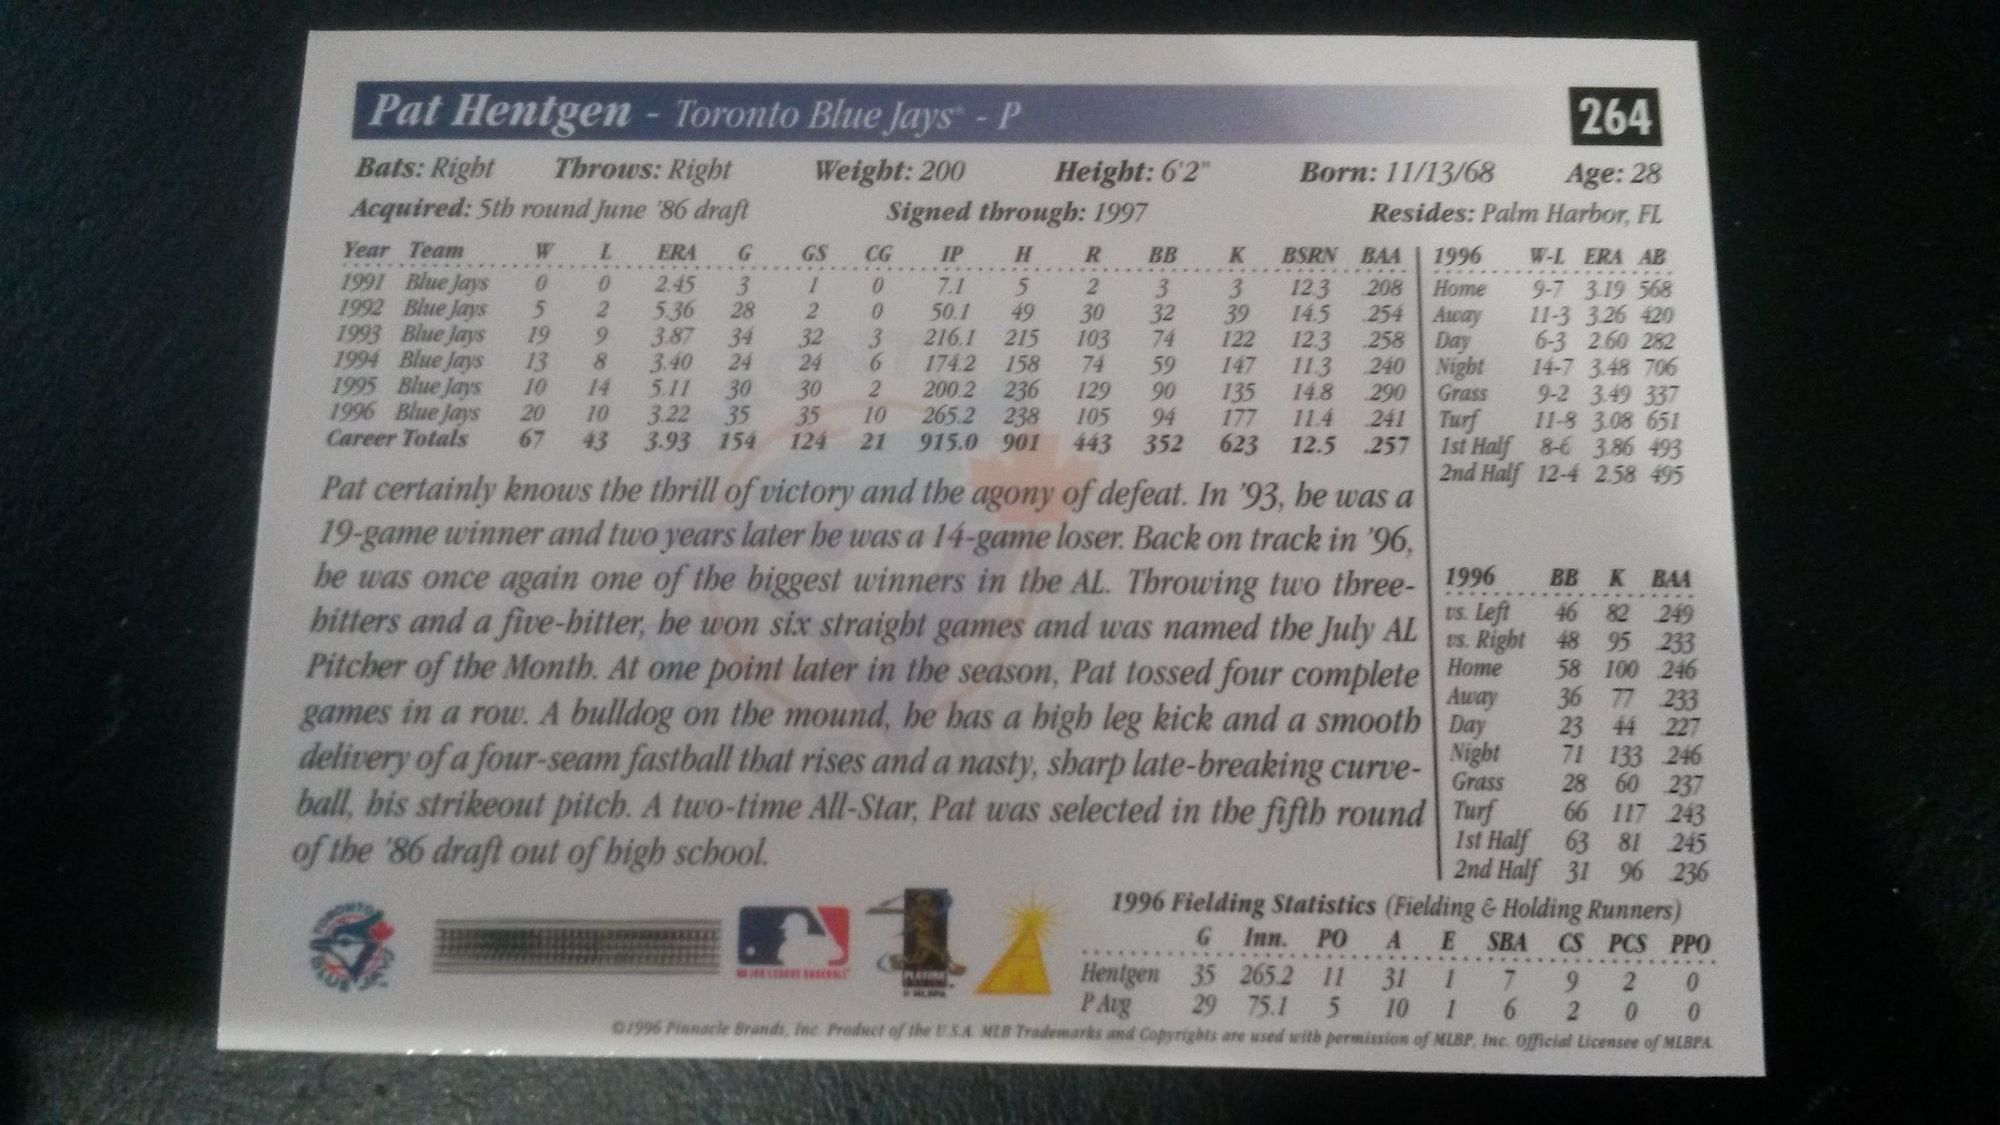 Pat Hentgen - Toronto Blue Jays - P 264
Bats: Right Throws: Right Weight: 200 Height: 6'2" Born: 11/13/68 Age: 28
Acquired: 5th round June '86 draft Signed through: 1997 Resides: Palm Harbor, FL
Year Team W L ERA G GS CG IP H R BB K BSRN BAA
1991 Blue Jays 0 0 2.45 3 1 0 7.1 5 2 3 3 12.3 .208
1992 Blue Jays 5 2 5.36 28 2 0 50.1 49 30 32 39 14.5 .254
1993 Blue Jays 19 9 3.87 34 32 3 216.1 215 103 74 122 12.3 .258
1994 Blue Jays 13 8 3.40 24 24 6 174.2 158 74 59 147 11.3 .240
1995 Blue Jays 10 14 5.11 30 30 2 200.2 236 129 90 135 14.8 .290
1996 Blue Jays 20 10 3.22 35 35 10 265.2 238 105 94 177 11.4 .241
Career Totals 67 43 3.93 154 124 21 915.0 901 443 352 623 12.5 .257
1996 W-L ERA AB
Home 9-7 3.19 568
Away 11-3 3.26 420
Day 6-3 2.60 282
Night 14-7 3.48 706
Grass 9-2 3.49 337
Turf 11-8 3.08 651
1st Half 8-6 3.86 493
2nd Half 12-4 2.58 495
Pat certainly knows the thrill of victory and the agony of defeat. In '93, he was a
19-game winner and two years later he was a 14-game loser. Back on track in '96,
he was once again one of the biggest winners in the AL. Throwing two three-
hitters and a five-hitter, he won six straight games and was named the July AL
Pitcher of the Month. At one point later in the season, Pat tossed four complete
games in a row. A bulldog on the mound, he has a high leg kick and a smooth
delivery of a four-seam fastball that rises and a nasty, sharp late-breaking curve-
ball, his strikeout pitch. A two-time All-Star, Pat was selected in the fifth round
of the '86 draft out of high school.
1996 BB K BAA
vs. Left 46 82 .249
vs. Right 48 95 .233
Home 58 100 .246
Away 36 77 .233
Day 23 44 .227
Night 71 133 .246
Grass 28 60 .237
Turf 66 117 .243
1st Half 63 81 .245
2nd Half 31 96 .236
TORONTO
BLUE JAYS
MAJOR LEAGUE BASEBALL
© MLBPA
1996 Fielding Statistics (Fielding & Holding Runners)
G Inn. PO A E SBA CS PCS PPO
Hentgen 35 265.2 11 31 1 7 9 2 0
P Avg 29 75.1 5 10 1 6 2 0 0
©1996 Pinnacle Brands, Inc. Product of the U.S.A. MLB Trademarks and Copyrights are used with permission of MLBP, Inc. Official Licensee of MLBPA